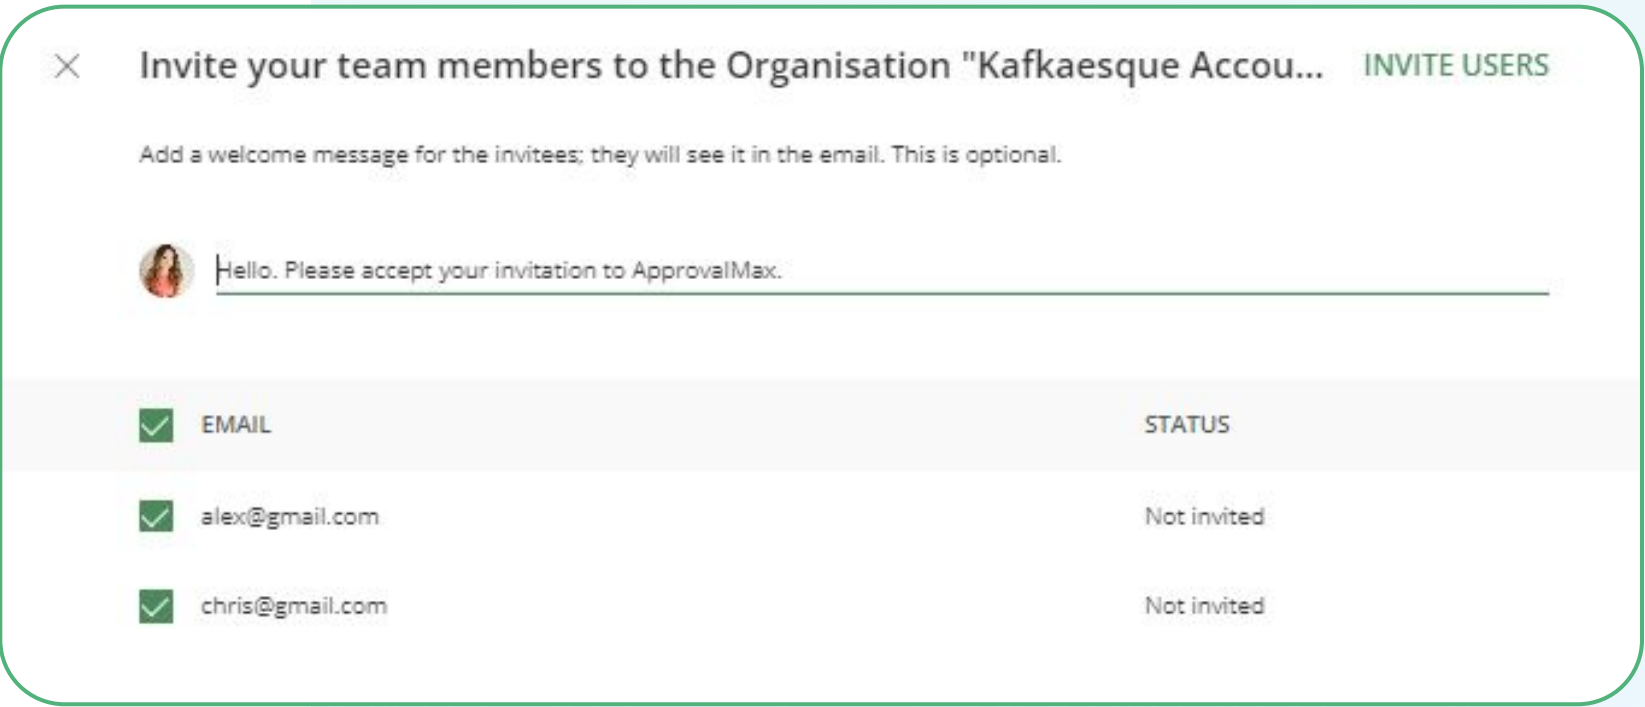 Invite your team members to the Organisation "Kafkaesque Accou... INVITE USERS
Add a welcome message for the invitees; they will see it in the email. This is optional.
Hello. Please accept your invitation to ApprovalMax.
EMAIL STATUS
alex@gmail.com Not invited
chris@gmail.com Not invited